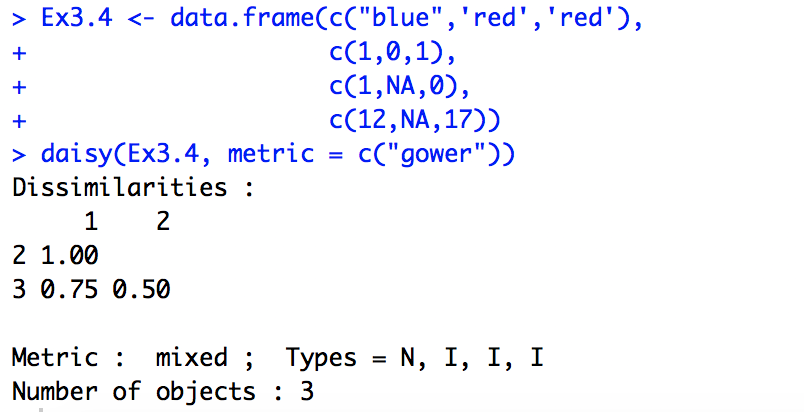 > Ex3.4 <- data.frame(c("blue",'red','red'),
+                      c(1,0,1),
+                      c(1,NA,0),
+                      c(12,NA,17))
> daisy(Ex3.4, metric = c("gower"))
Dissimilarities :
     1    2
2 1.00
3 0.75 0.50
Metric :  mixed ;  Types = N, I, I, I
Number of objects : 3